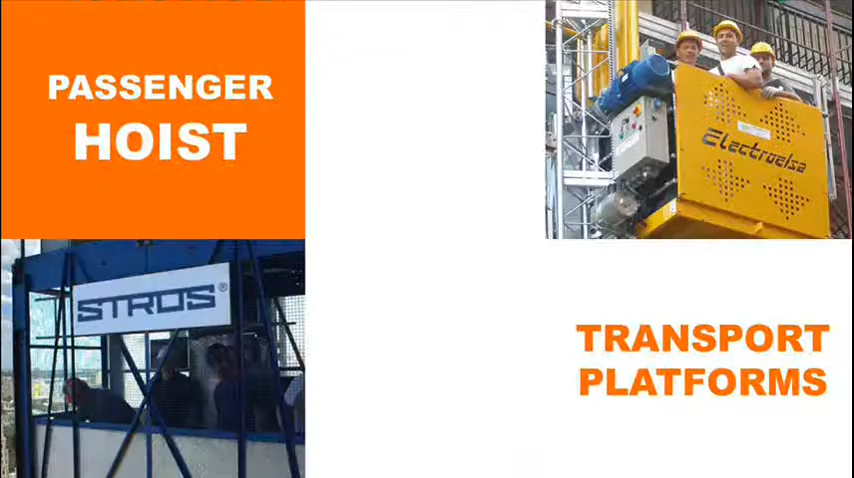 PASSENGER
HOIST
Electroelsa
STROS®
TRANSPORT
PLATFORMS